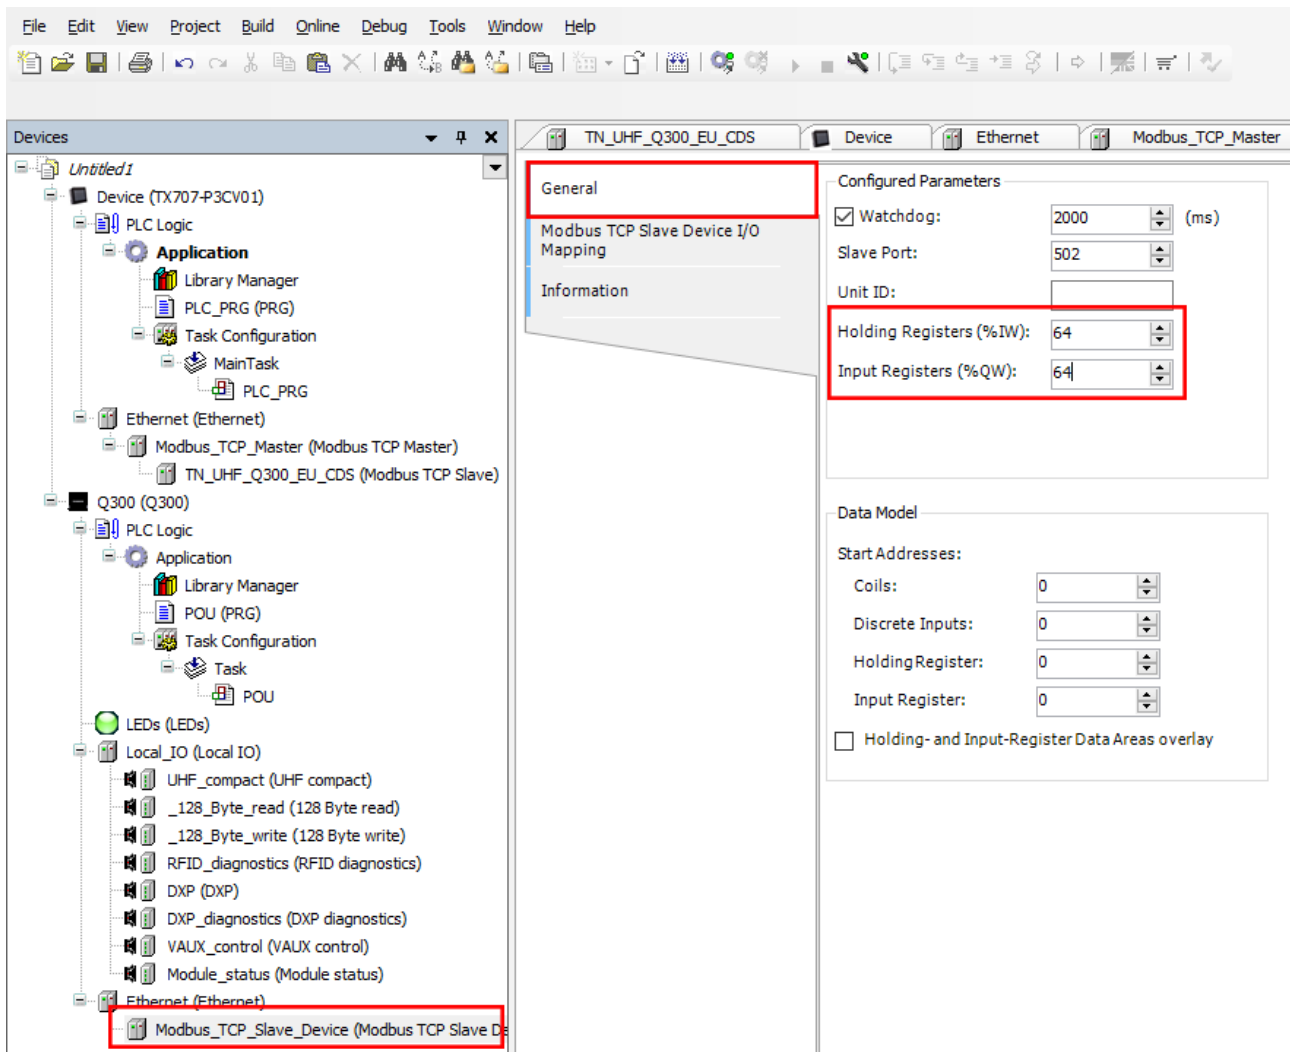 File Edit View Project Build Online Debug Tools Window Help
Devices
Untitled1
Device (TX707-P3CV01)
PLC Logic
Application
Library Manager
PLC_PRG (PRG)
Task Configuration
MainTask
PLC_PRG
Ethernet (Ethernet)
Modbus_TCP_Master (Modbus TCP Master)
TN_UHF_Q300_EU_CDS (Modbus TCP Slave)
Q300 (Q300)
PLC Logic
Application
Library Manager
POU (PRG)
Task Configuration
Task
POU
LEDs (LEDs)
Local_IO (Local IO)
UHF_compact (UHF compact)
_128_Byte_read (128 Byte read)
_128_Byte_write (128 Byte write)
RFID_diagnostics (RFID diagnostics)
DXP (DXP)
DXP_diagnostics (DXP diagnostics)
VAUX_control (VAUX control)
Module_status (Module status)
Ethernet (Ethernet)
Modbus_TCP_Slave_Device (Modbus TCP Slave De
TN_UHF_Q300_EU_CDS Device Ethernet Modbus_TCP_Master
General
Modbus TCP Slave Device I/O
Mapping
Information
Configured Parameters
Watchdog: 2000 (ms)
Slave Port: 502
Unit ID:
Holding Registers (%IW): 64
Input Registers (%QW): 64
Data Model
Start Addresses:
Coils: 0
Discrete Inputs: 0
Holding Register: 0
Input Register: 0
Holding- and Input-Register Data Areas overlay